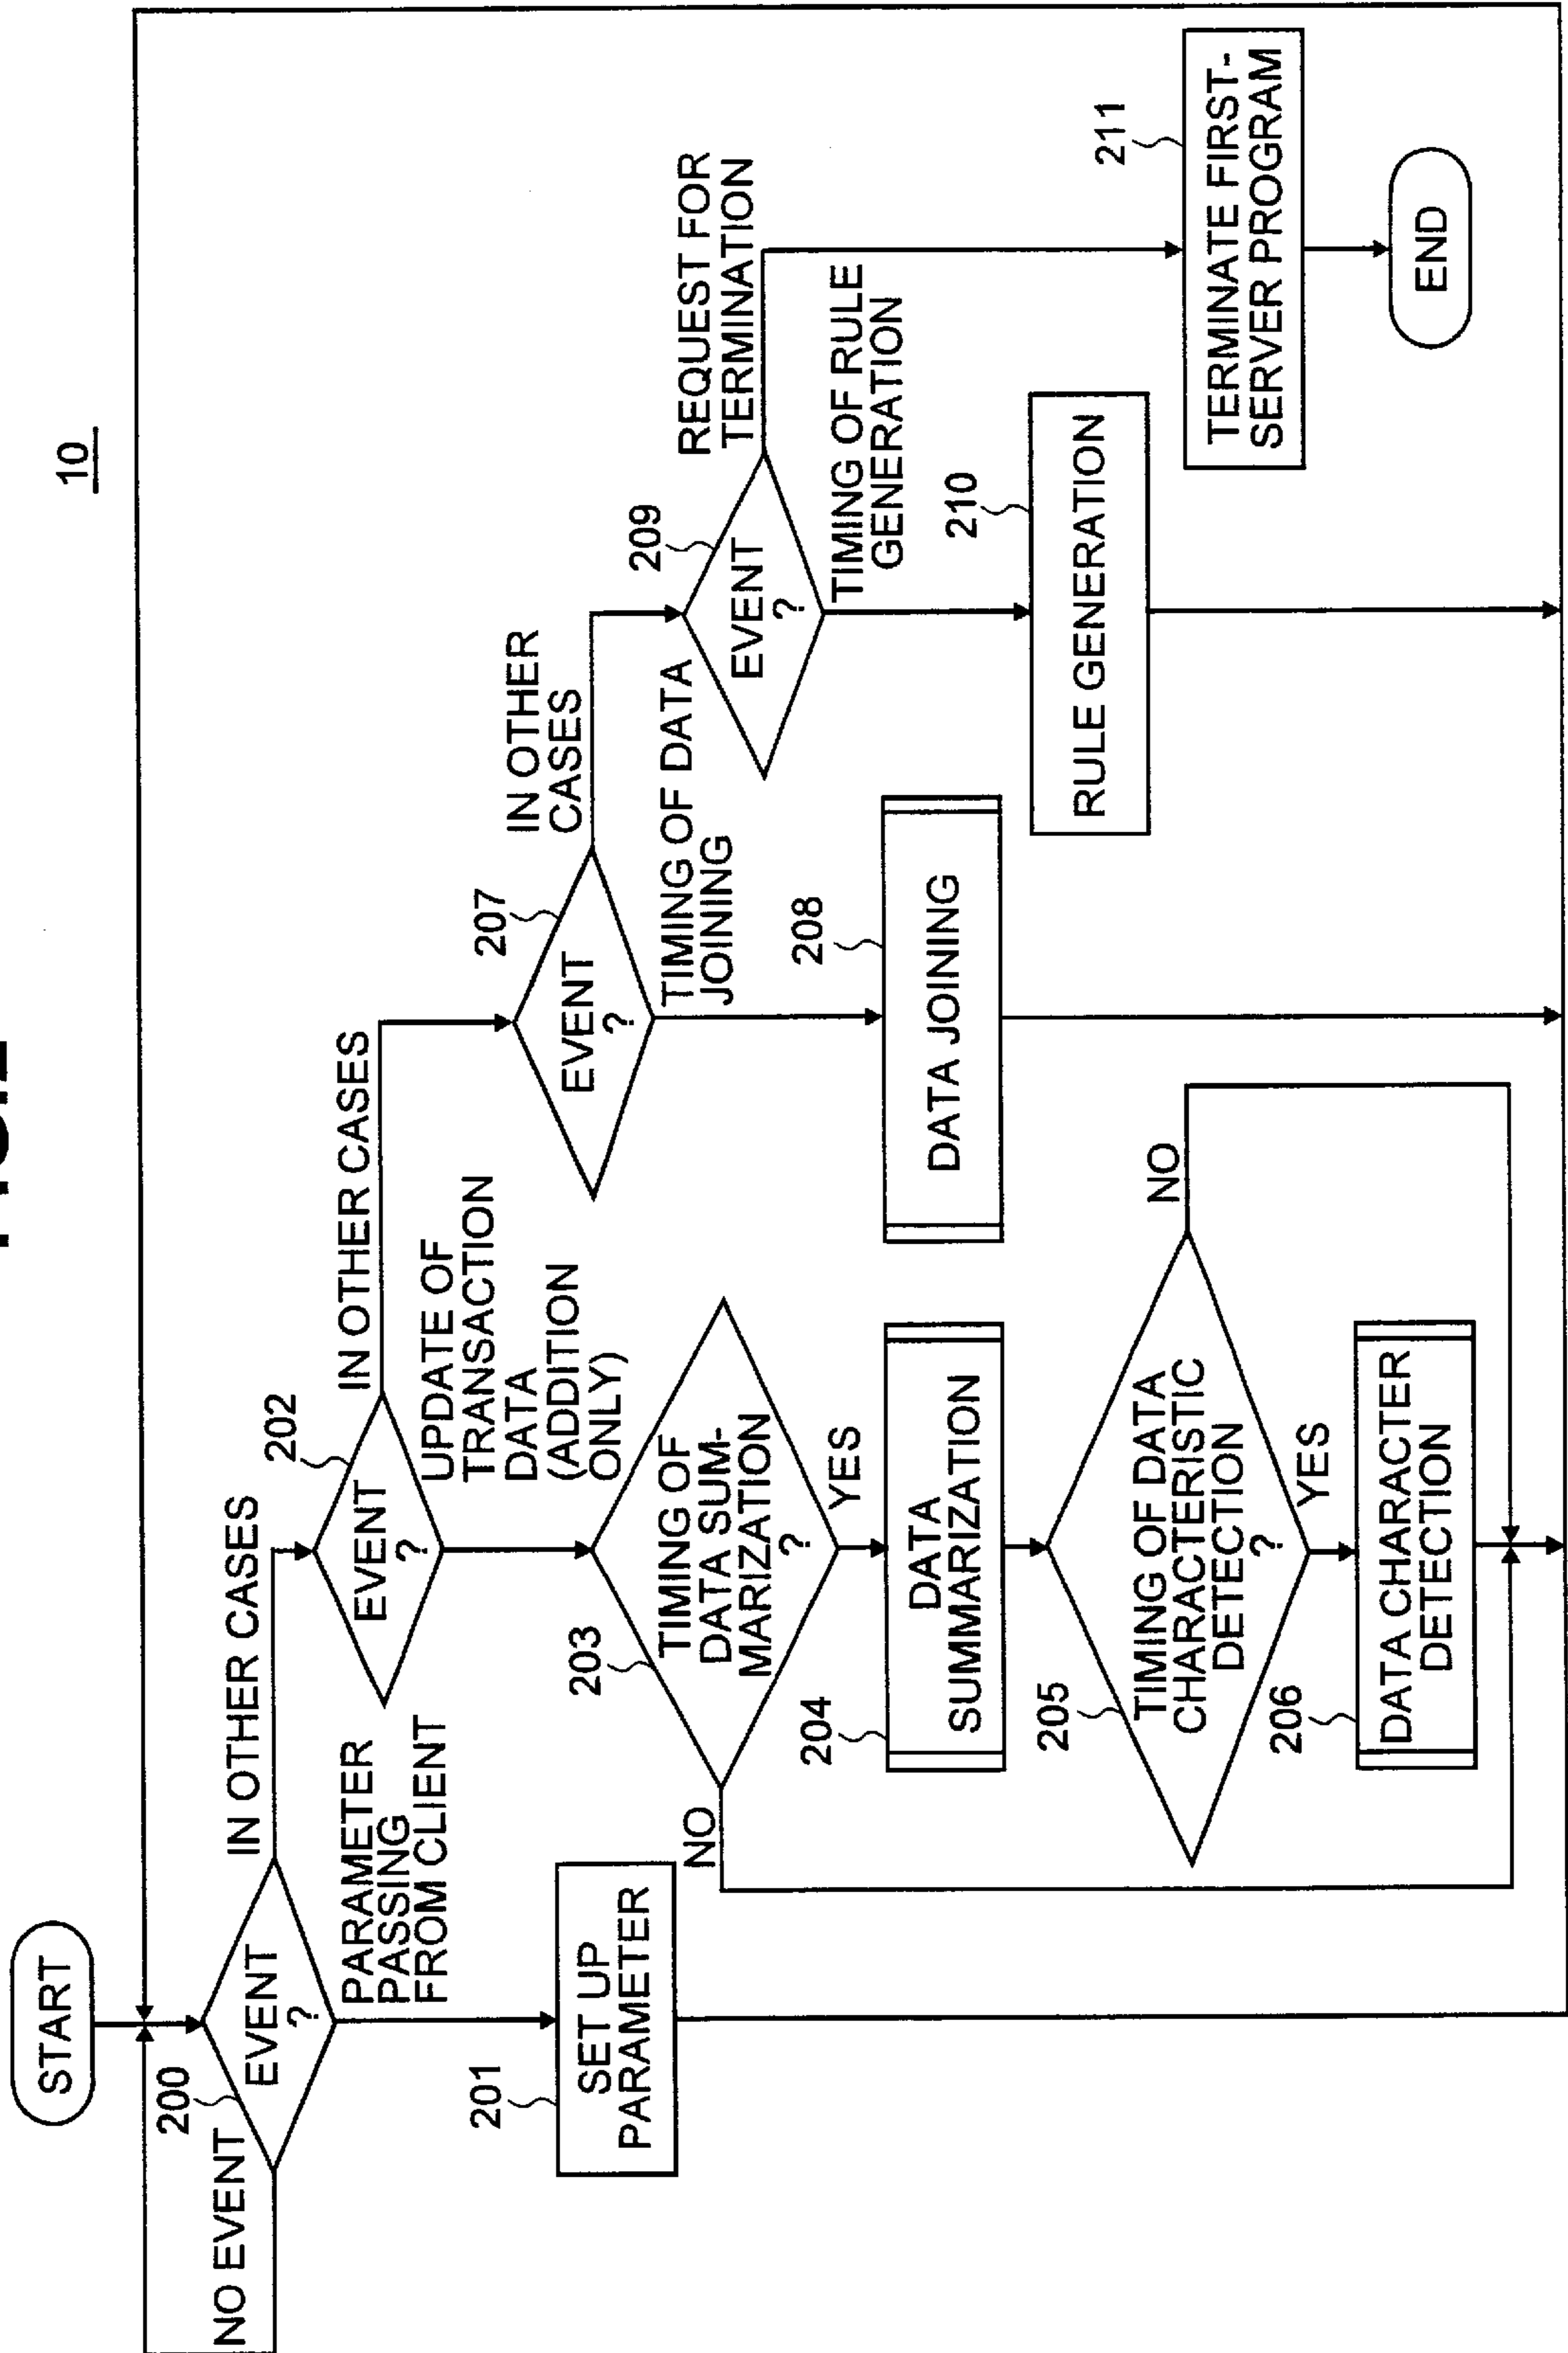 10
START
200
EVENT
?
NO EVENT
IN OTHER CASES
PARAMETER
PASSING
FROM CLIENT
201
SET UP
PARAMETER
202
EVENT
?
IN OTHER CASES
UPDATE OF
TRANSACTION
DATA
(ADDITION
ONLY)
203
TIMING OF
DATA SUM-
MARIZATION
?
NO
YES
204
DATA
SUMMARIZATION
205
TIMING OF DATA
CHARACTERISTIC
DETECTION
?
NO
YES
206
DATA CHARACTER
DETECTION
207
EVENT
?
IN OTHER
CASES
TIMING OF DATA
JOINING
208
DATA JOINING
209
EVENT
?
REQUEST FOR
TERMINATION
TIMING OF RULE
GENERATION
210
RULE GENERATION
211
TERMINATE FIRST-
SERVER PROGRAM
END